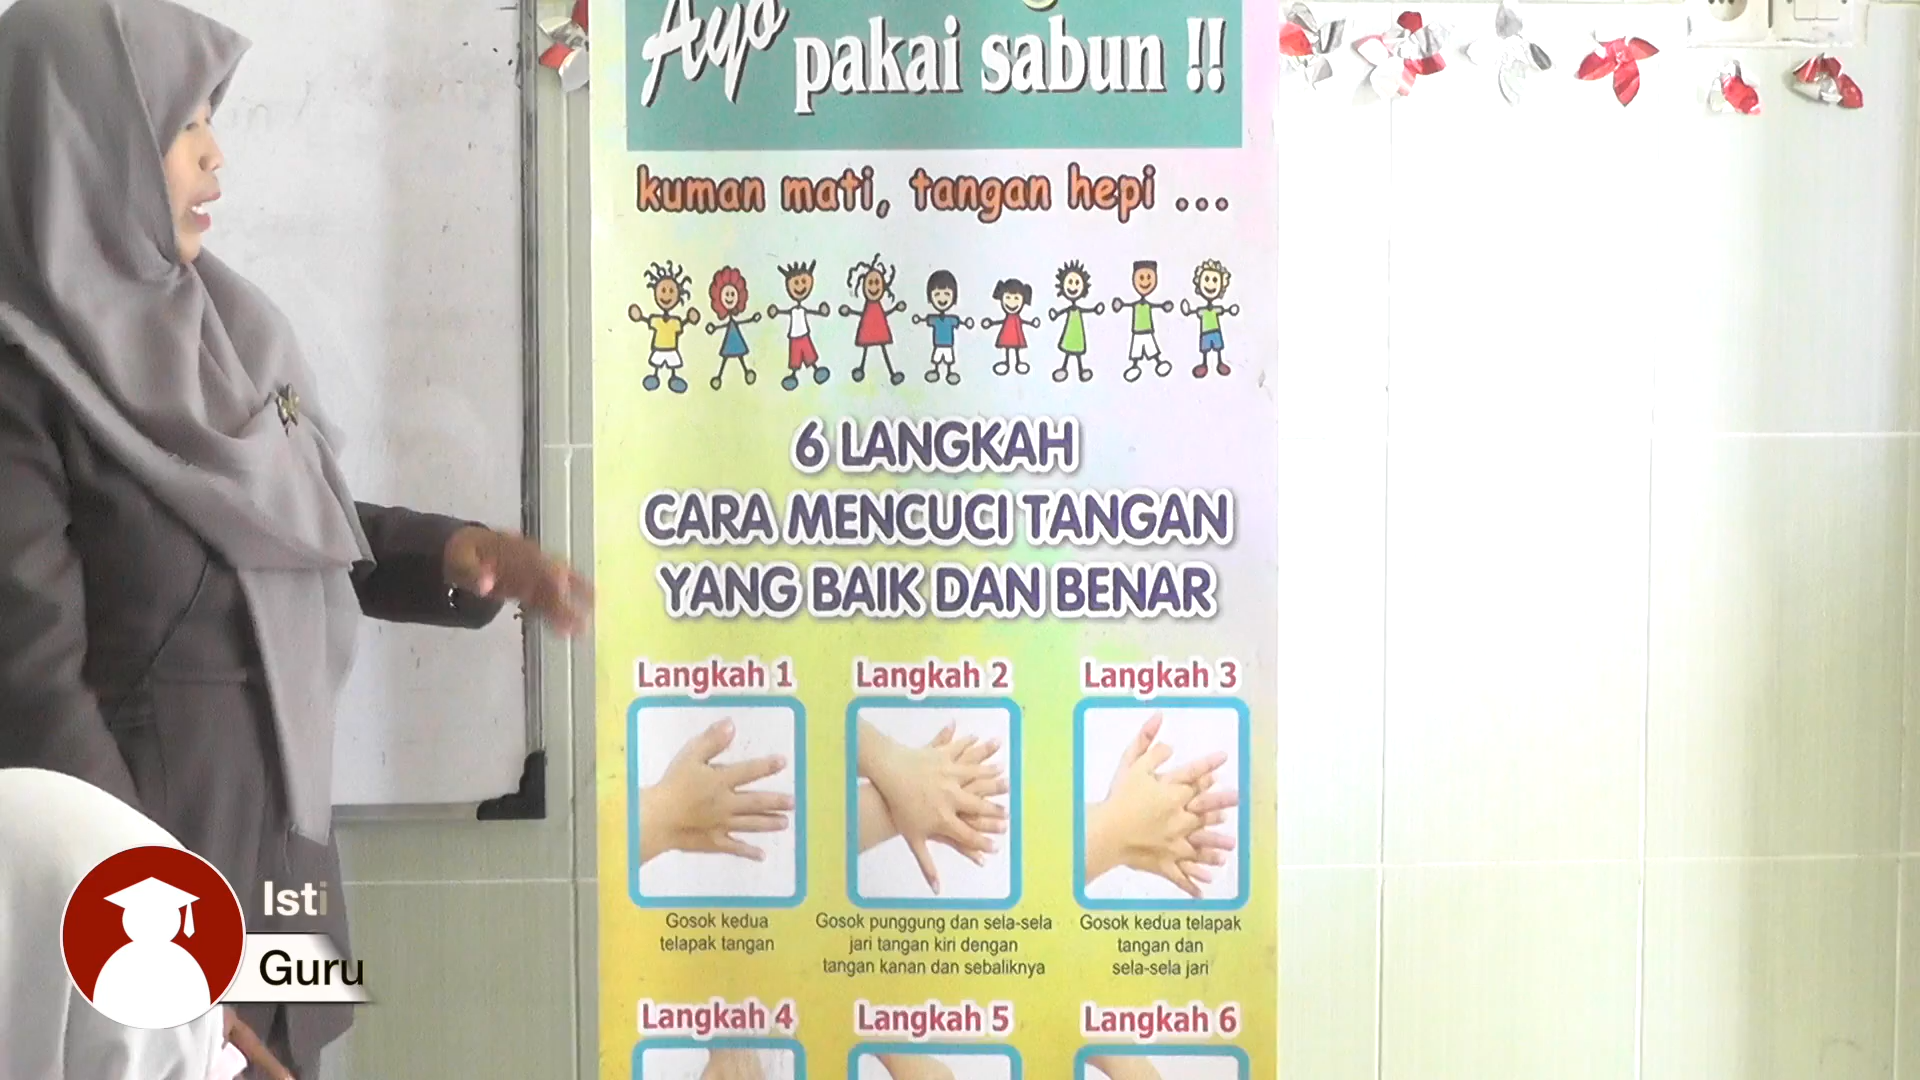 Ayo pakai sabun !!
kuman mati, tangan hepi ...
6 LANGKAH
CARA MENCUCI TANGAN
YANG BAIK DAN BENAR
Langkah 1
Gosok kedua
telapak tangan
Langkah 2
Gosok punggung dan sela-sela
jari tangan kiri dengan
tangan kanan dan sebaliknya
Langkah 3
Gosok kedua telapak
tangan dan
sela-sela jari
Langkah 4
Langkah 5
Langkah 6
Isti
Guru